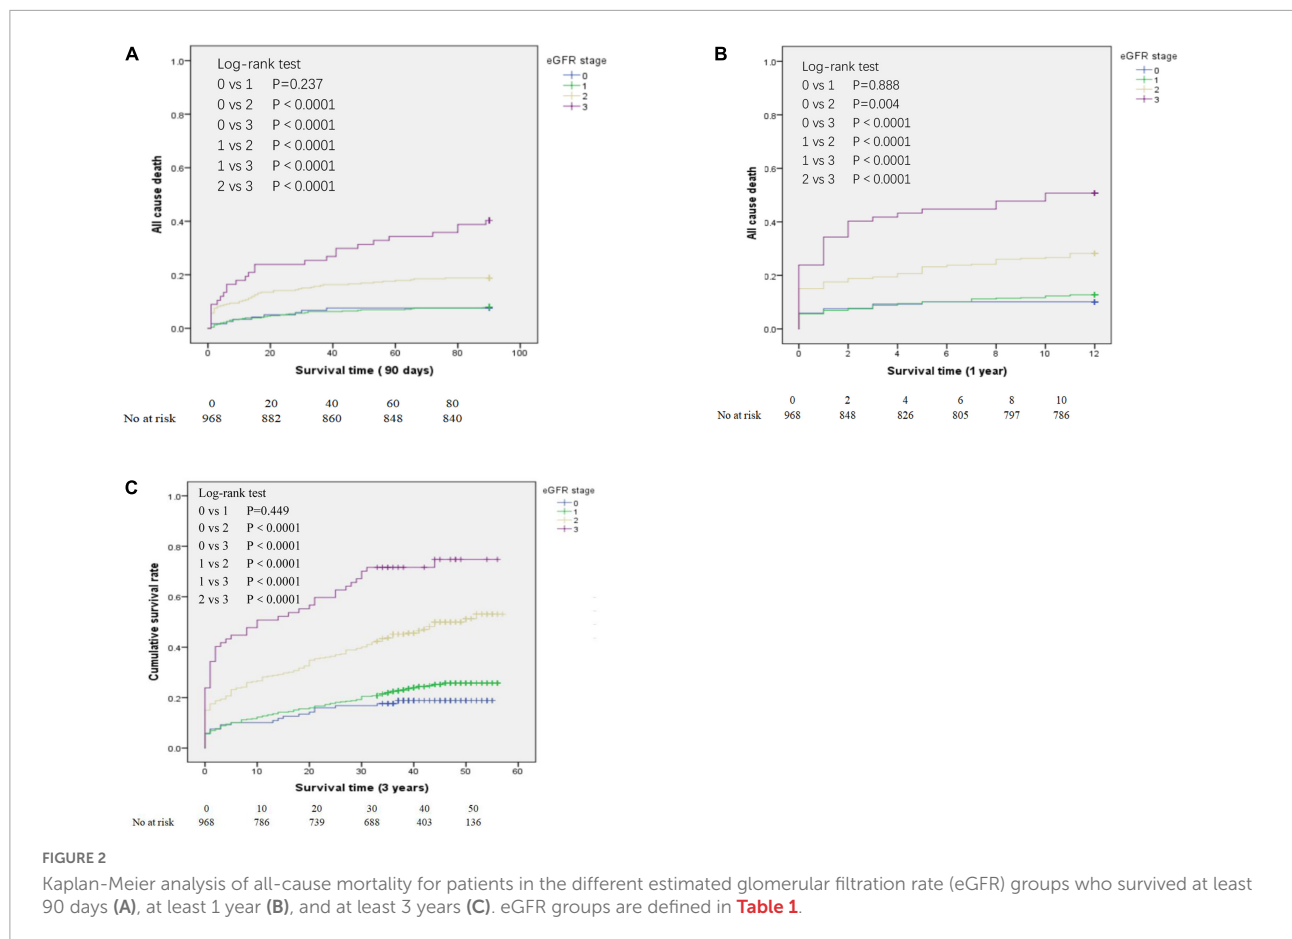 A
Log-rank test
0 vs 1 P=0.237
0 vs 2 P < 0.0001
0 vs 3 P < 0.0001
1 vs 2 P < 0.0001
1 vs 3 P < 0.0001
2 vs 3 P < 0.0001
eGFR stage
0
1
2
3
All cause death
1.0
0.8
0.6
0.4
0.2
0.0
0 20 40 60 80 100
Survival time ( 90 days)
0 20 40 60 80
No at risk 968 882 860 848 840
B
Log-rank test
0 vs 1 P=0.888
0 vs 2 P=0.004
0 vs 3 P < 0.0001
1 vs 2 P < 0.0001
1 vs 3 P < 0.0001
2 vs 3 P < 0.0001
eGFR stage
0
1
2
3
All cause death
1.0
0.8
0.6
0.4
0.2
0.0
0 2 4 6 8 10 12
Survival time (1 year)
0 2 4 6 8 10
No at risk 968 848 826 805 797 786
C
Log-rank test
0 vs 1 P=0.449
0 vs 2 P < 0.0001
0 vs 3 P < 0.0001
1 vs 2 P < 0.0001
1 vs 3 P < 0.0001
2 vs 3 P < 0.0001
eGFR stage
0
1
2
3
Cumulative survival rate
1.0
0.8
0.6
0.4
0.2
0.0
0 10 20 30 40 50 60
Survival time (3 years)
0 10 20 30 40 50
No at risk 968 786 739 688 403 136
FIGURE 2
Kaplan-Meier analysis of all-cause mortality for patients in the different estimated glomerular filtration rate (eGFR) groups who survived at least
90 days (A), at least 1 year (B), and at least 3 years (C). eGFR groups are defined in Table 1.